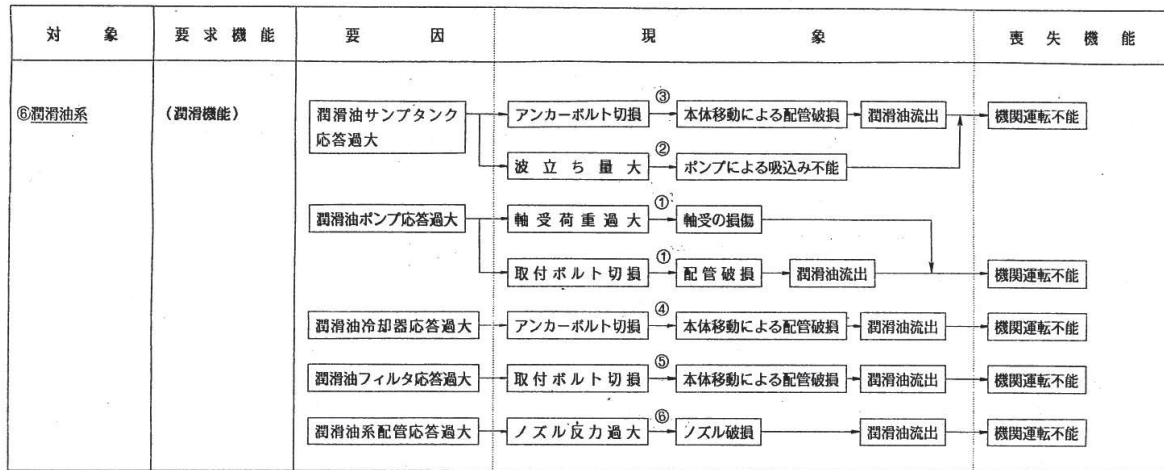 対象 要求機能 要因 現象 喪失機能
⑥潤滑油系 (潤滑機能)
潤滑油サンプタンク
応答過大
アンカーボルト切損 ③ 本体移動による配管破損 潤滑油流出 機関運転不能
波立ち量大 ② ポンプによる吸込み不能
潤滑油ポンプ応答過大 軸受荷重過大 ① 軸受の損傷
取付ボルト切損 ① 配管破損 潤滑油流出 機関運転不能
潤滑油冷却器応答過大 アンカーボルト切損 ④ 本体移動による配管破損 潤滑油流出 機関運転不能
潤滑油フィルタ応答過大 取付ボルト切損 ⑤ 本体移動による配管破損 潤滑油流出 機関運転不能
潤滑油系配管応答過大 ノズル反力過大 ⑥ ノズル破損 潤滑油流出 機関運転不能